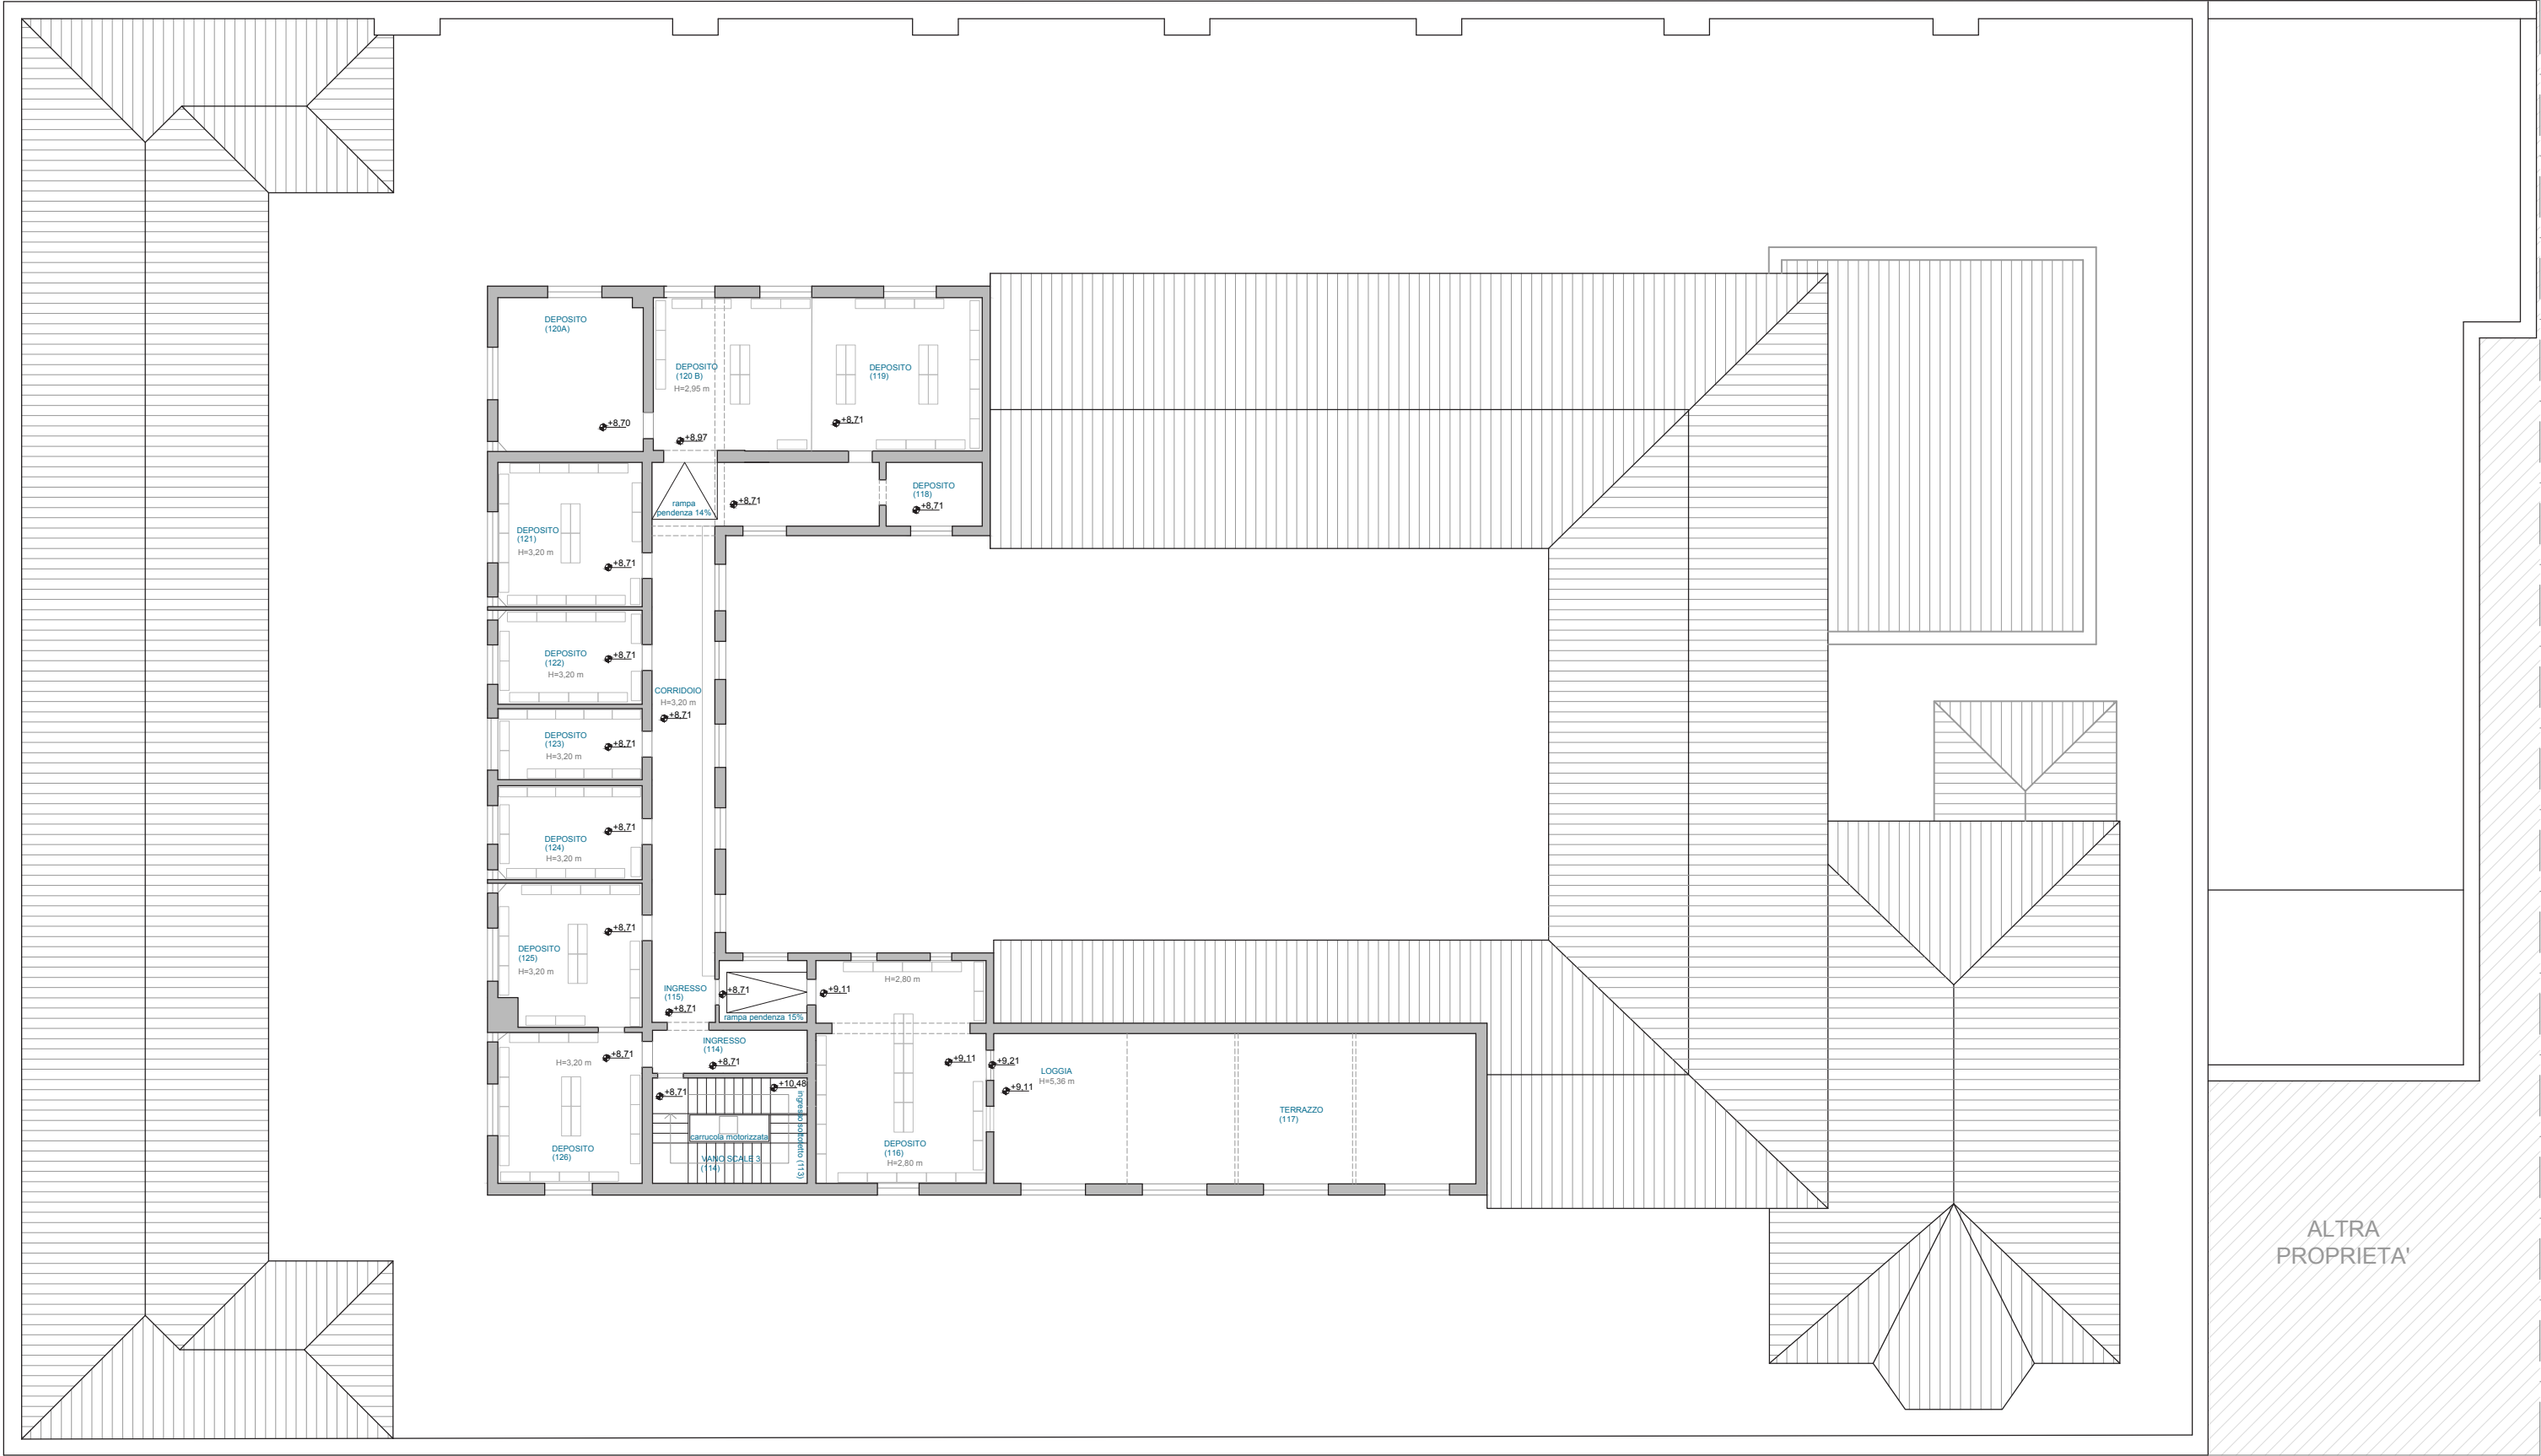 DEPOSITO
(120A)
+8,70
DEPOSITO
(120 B)
H=2,95 m
+8,97
DEPOSITO
(119)
+8,71
rampa
pendenza 14%
+8,71
DEPOSITO
(118)
+8,71
DEPOSITO
(121)
H=3,20 m
+8,71
DEPOSITO
(122)
H=3,20 m
+8,71
CORRIDOIO
H=3,20 m
+8,71
DEPOSITO
(123)
H=3,20 m
+8,71
DEPOSITO
(124)
H=3,20 m
+8,71
DEPOSITO
(125)
H=3,20 m
+8,71
INGRESSO
(115)
+8,71
+8,71
rampa pendenza 15%
+9,11
H=2,80 m
INGRESSO
(114)
+8,71
H=3,20 m
+8,71
DEPOSITO
(126)
+8,71
+10,48
carrucola motorizzata
VANO SCALE 3
(114)
ingresso sottotetto (113)
+9,11
DEPOSITO
(116)
H=2,80 m
+9,21
+9,11
LOGGIA
H=5,36 m
TERRAZZO
(117)
ALTRA
PROPRIETA'